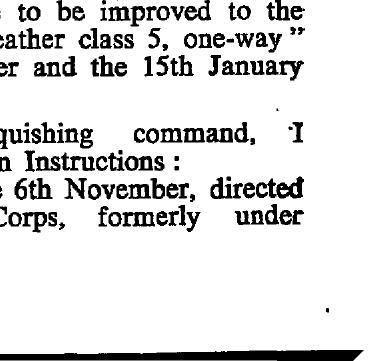 to be improved to the
eather class 5, one-way”
er and the 15th January
quishing command, I
n Instructions :
6th November, directed
Corps, formerly under